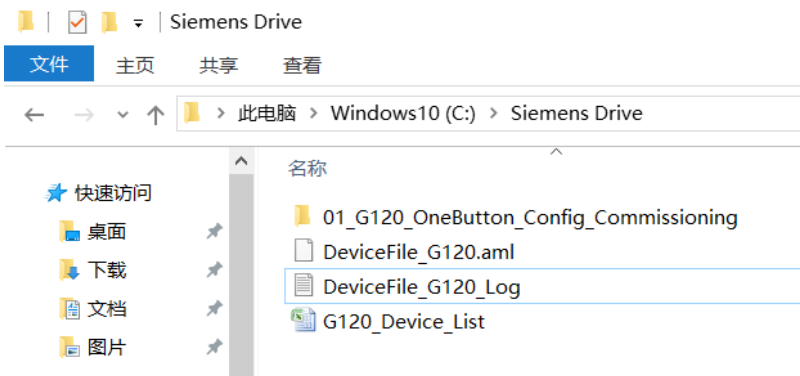 Siemens Drive
文件 主页 共享 查看
此电脑 Windows10 (C:) Siemens Drive
名称
快速访问
桌面
下载
文档
图片
01_G120_OneButton_Config_Commissioning
DeviceFile_G120.aml
DeviceFile_G120_Log
G120_Device_List